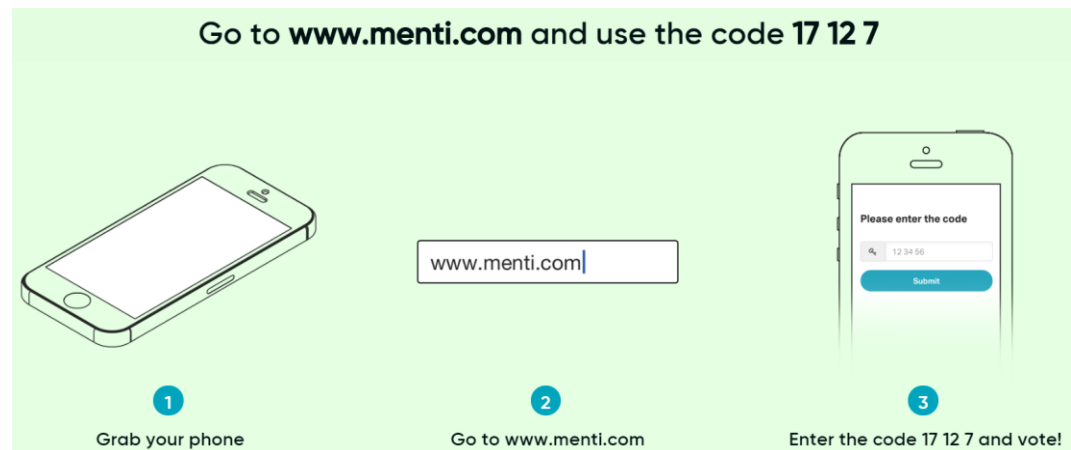 Go to www.menti.com and use the code 17 12 7
www.menti.com
Please enter the code
12 34 56
Submit
1
2
3
Grab your phone
Go to www.menti.com
Enter the code 17 12 7 and vote!